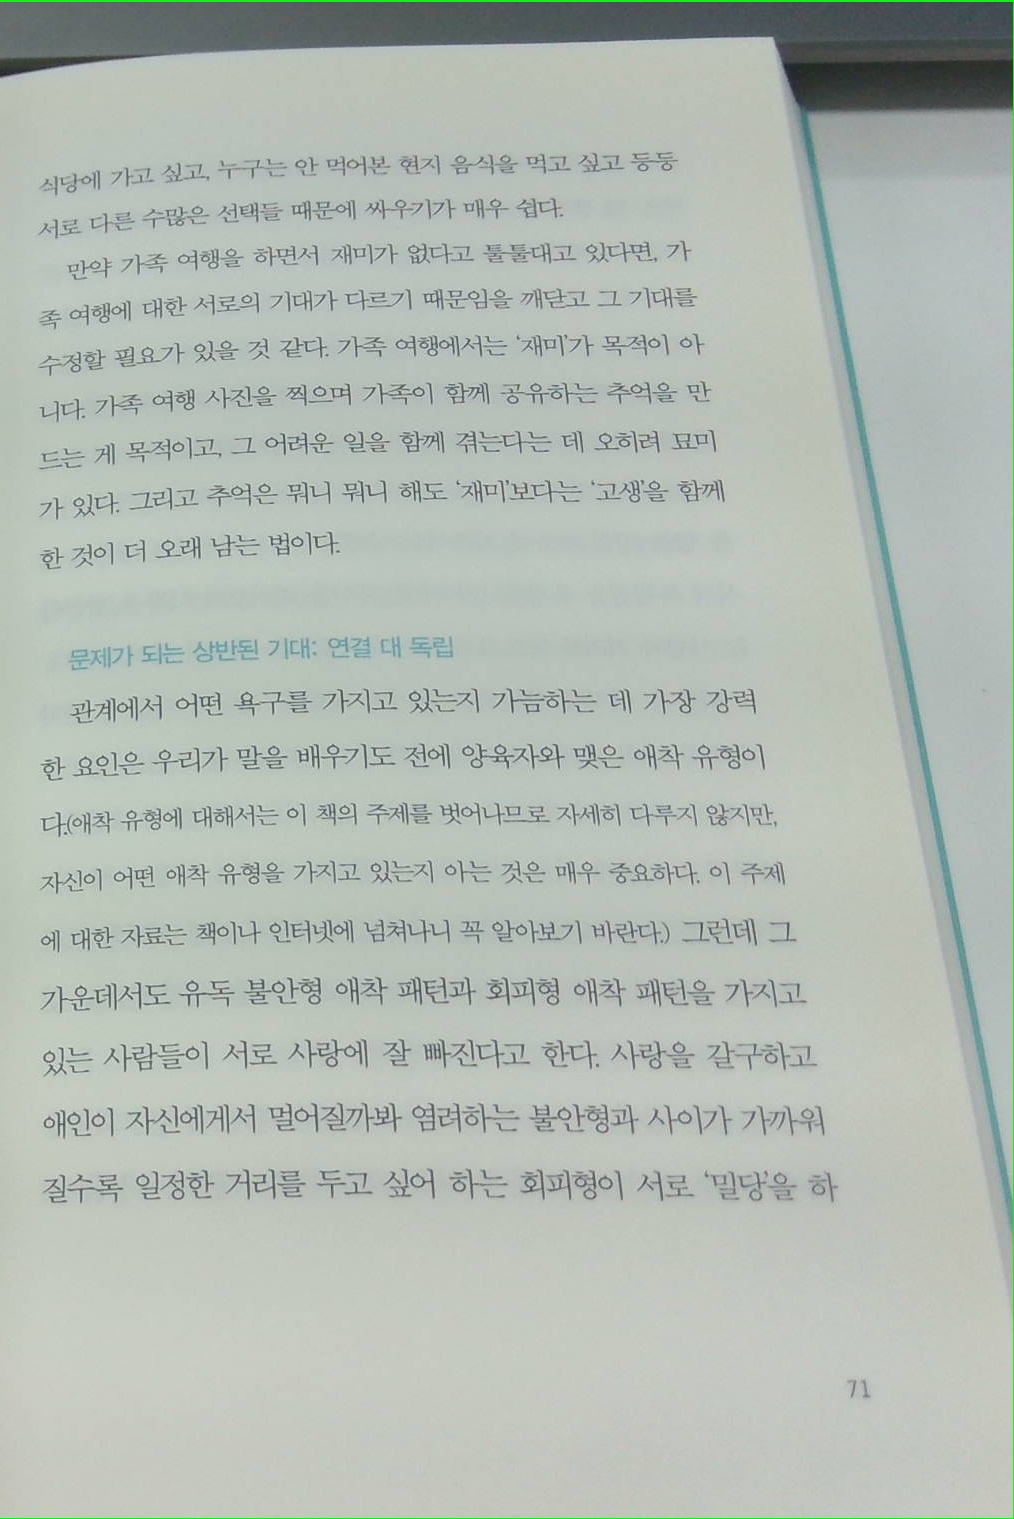 식당에 가고 싶고, 누구는 안 먹어본 현지 음식을 먹고 싶고 등등
서로 다른 수많은 선택들 때문에 싸우기가 매우 쉽다.
만약 가족 여행을 하면서 재미가 없다고 툴툴대고 있다면, 가
족 여행에 대한 서로의 기대가 다르기 때문임을 깨닫고 그 기대를
수정할 필요가 있을 것 같다. 가족 여행에서는 ‘재미’가 목적이 아
니다. 가족 여행 사진을 찍으며 가족이 함께 공유하는 추억을 만
드는 게 목적이고, 그 어려운 일을 함께 겪는다는 데 오히려 묘미
가 있다. 그리고 추억은 뭐니 뭐니 해도 ‘재미’보다는 ‘고생’을 함께
한 것이 더 오래 남는 법이다.
문제가 되는 상반된 기대: 연결 대 독립
관계에서 어떤 욕구를 가지고 있는지 가늠하는 데 가장 강력
한 요인은 우리가 말을 배우기도 전에 양육자와 맺은 애착 유형이
다.(애착 유형에 대해서는 이 책의 주제를 벗어나므로 자세히 다루지 않지만,
자신이 어떤 애착 유형을 가지고 있는지 아는 것은 매우 중요하다. 이 주제
에 대한 자료는 책이나 인터넷에 넘쳐나니 꼭 알아보기 바란다.) 그런데 그
가운데서도 유독 불안형 애착 패턴과 회피형 애착 패턴을 가지고
있는 사람들이 서로 사랑에 잘 빠진다고 한다. 사랑을 갈구하고
애인이 자신에게서 멀어질까봐 염려하는 불안형과 사이가 가까워
질수록 일정한 거리를 두고 싶어 하는 회피형이 서로 ‘밀당’을 하
71